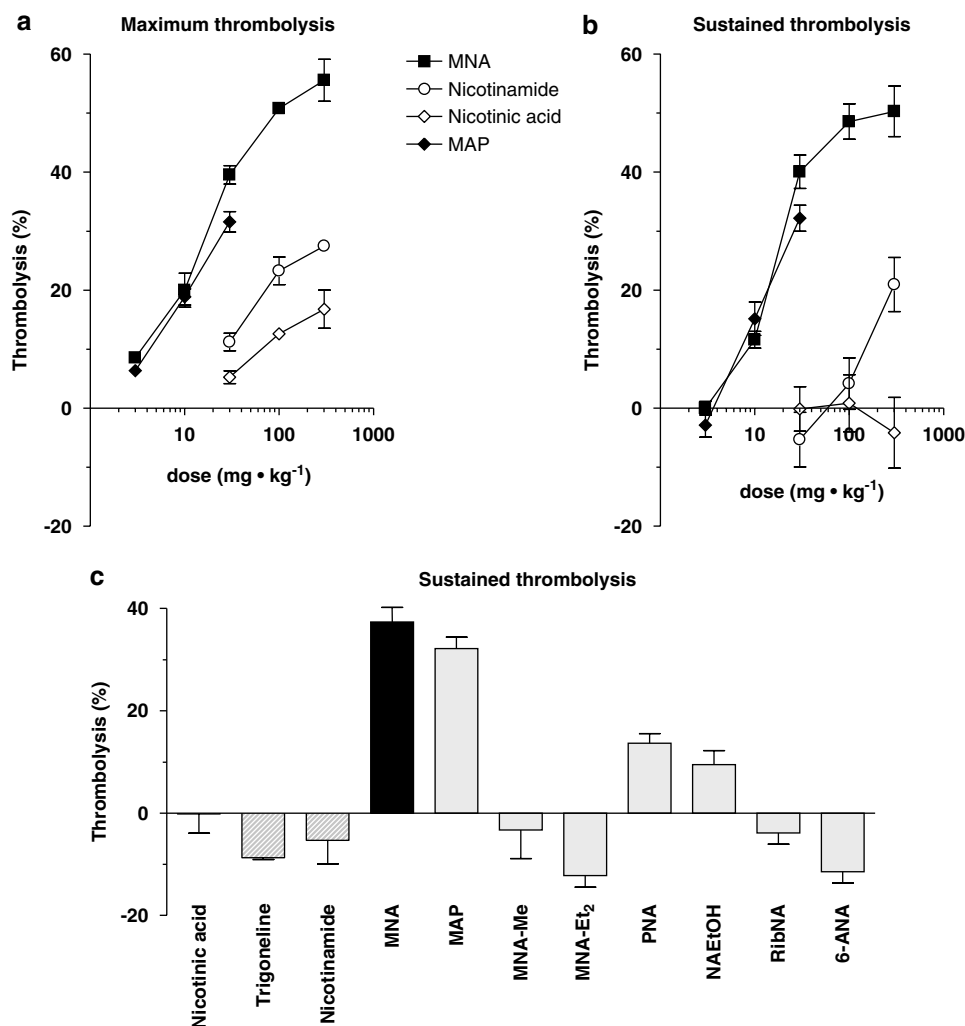 a
Maximum thrombolysis
Thrombolysis (%)
60
40
20
0
-20
10
100
1000
dose (mg • kg⁻¹)
MNA
Nicotinamide
Nicotinic acid
MAP
b
Sustained thrombolysis
Thrombolysis (%)
60
40
20
0
-20
10
100
1000
dose (mg • kg⁻¹)
c
Sustained thrombolysis
Thrombolysis (%)
40
20
0
-20
Nicotinic acid
Trigoneline
Nicotinamide
MNA
MAP
MNA-Me
MNA-Et₂
PNA
NAEtOH
RibNA
6-ANA